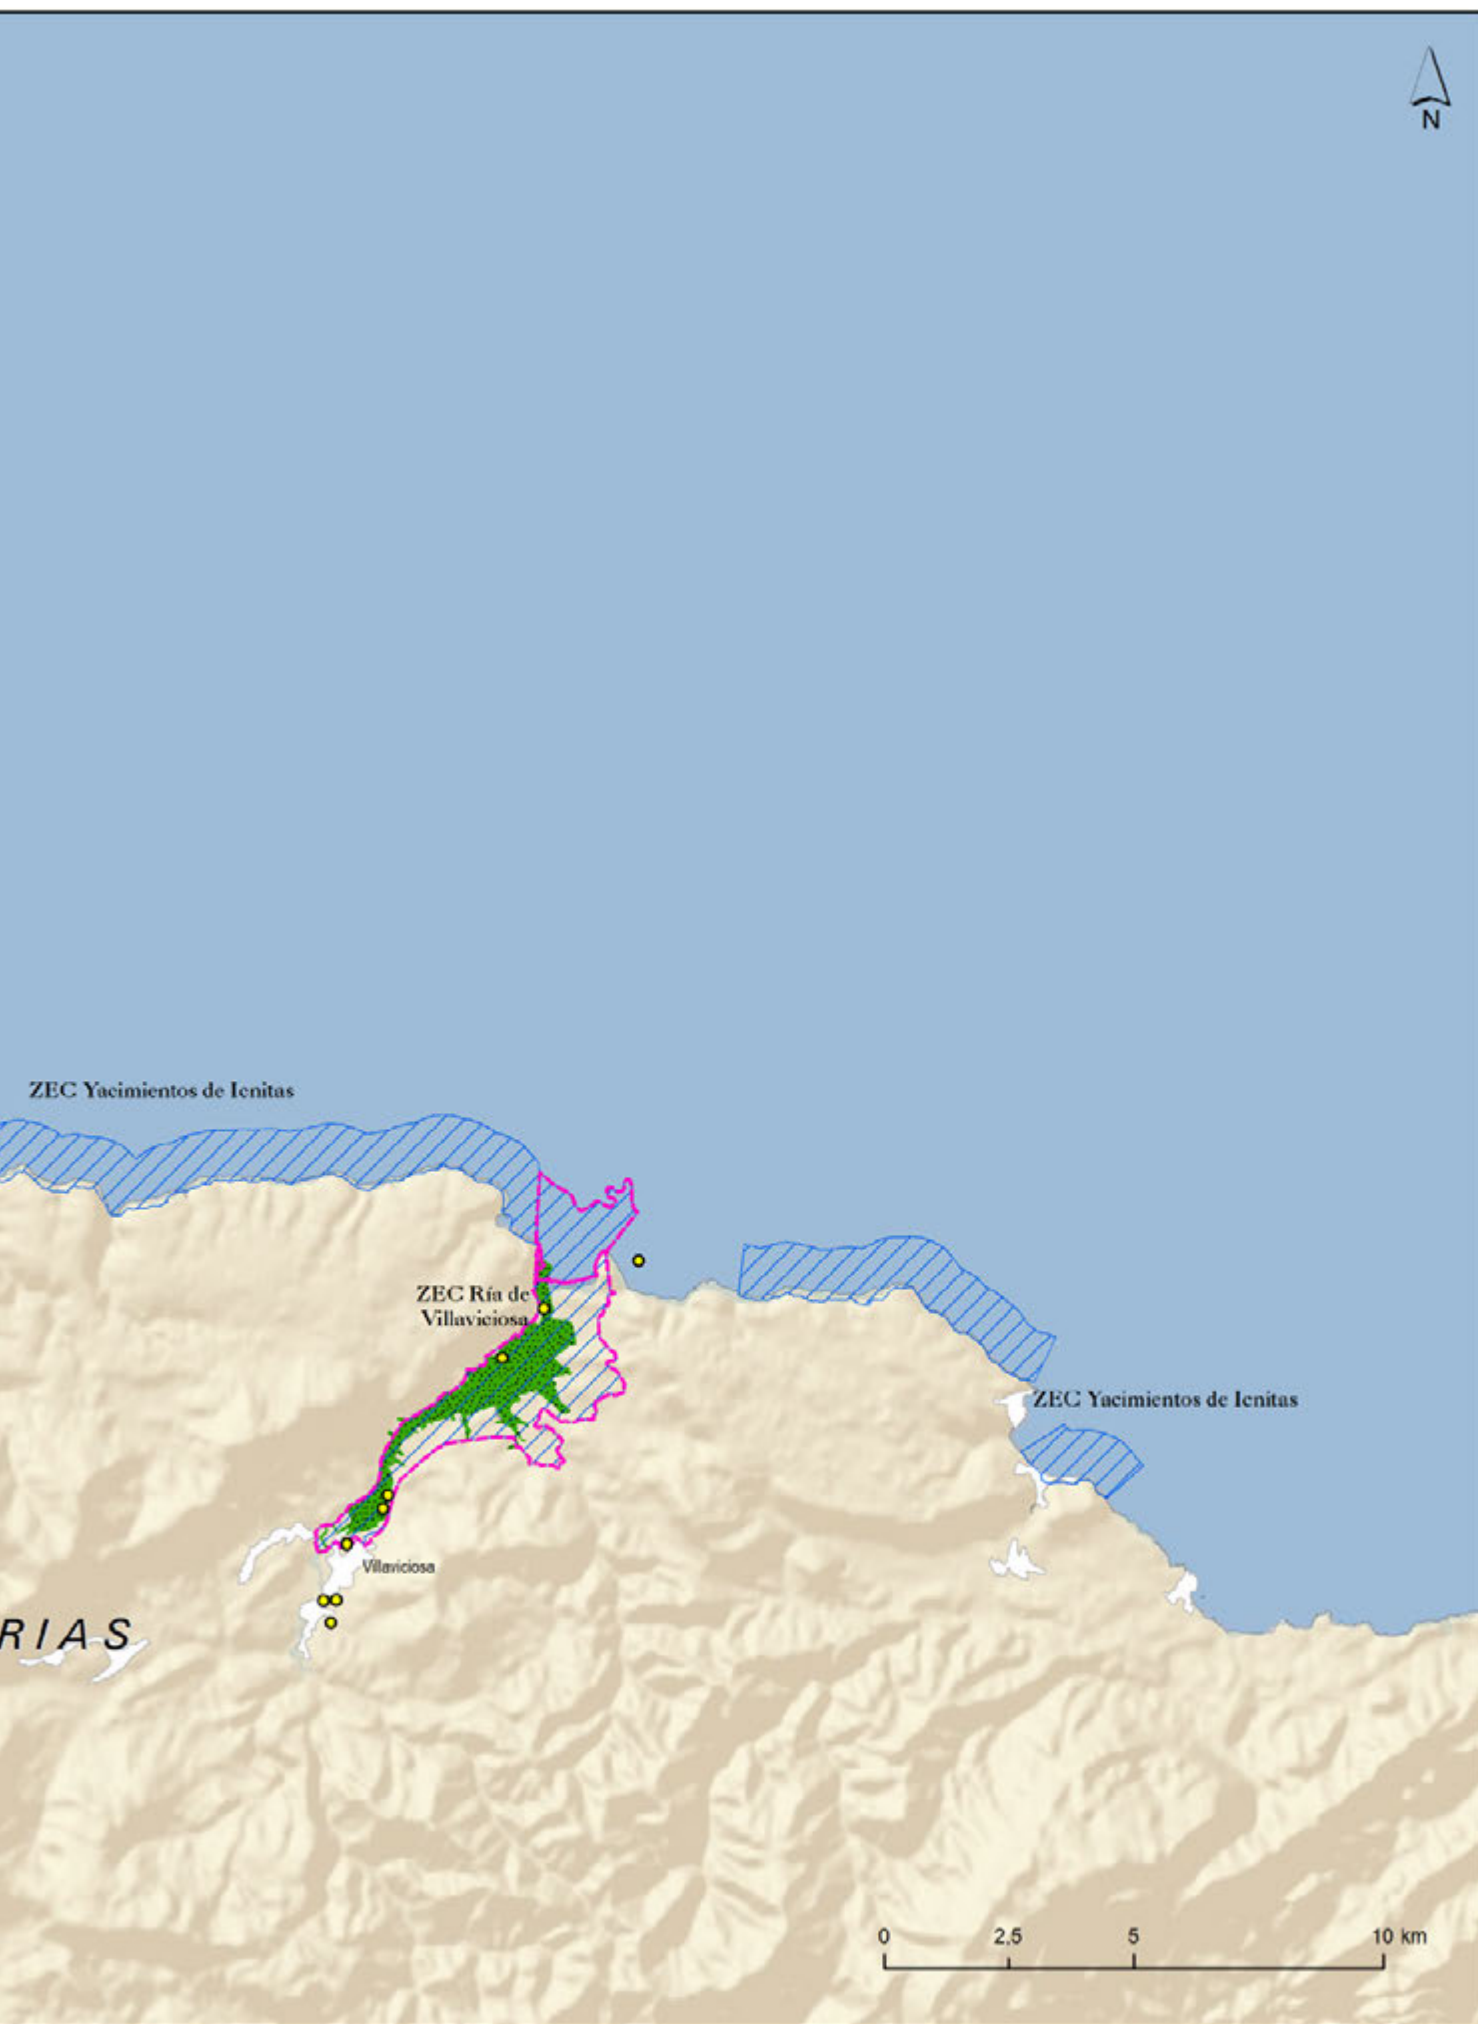 N
ZEC Yacimientos de Icnitas
ZEC Ría de
Villaviciosa
ZEC Yacimientos de Icnitas
Villaviciosa
RIAS
0 2,5 5 10 km